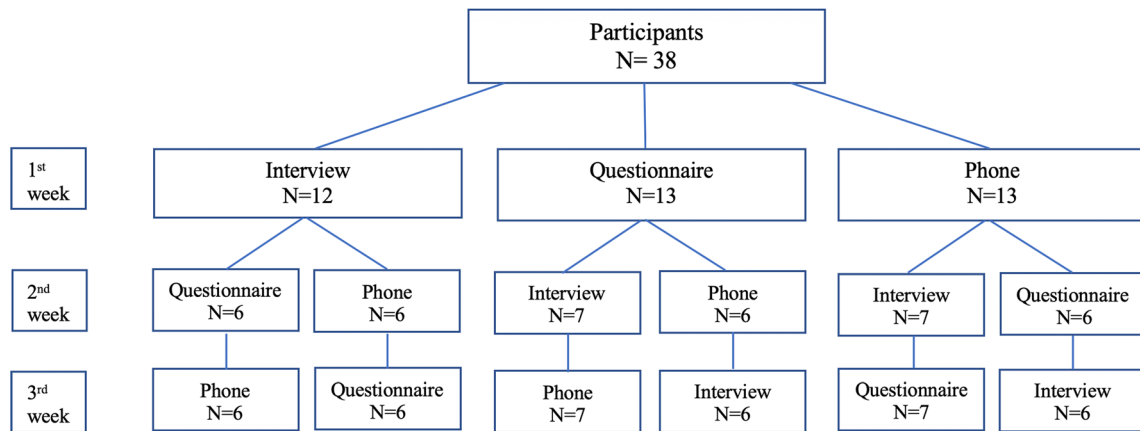 Participants
N= 38
1st
week
Interview
N=12
Questionnaire
N=13
Phone
N=13
2nd
week
Questionnaire
N=6
Phone
N=6
Interview
N=7
Phone
N=6
Interview
N=7
Questionnaire
N=6
3rd
week
Phone
N=6
Questionnaire
N=6
Phone
N=7
Interview
N=6
Questionnaire
N=7
Interview
N=6